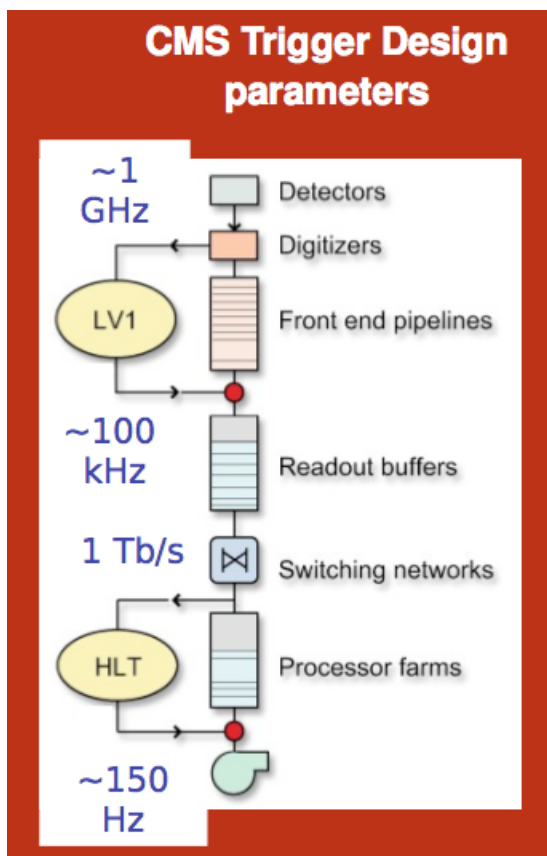 CMS Trigger Design
parameters
~1
GHz
Detectors
Digitizers
LV1
Front end pipelines
~100
kHz
Readout buffers
1 Tb/s
Switching networks
HLT
Processor farms
~150
Hz